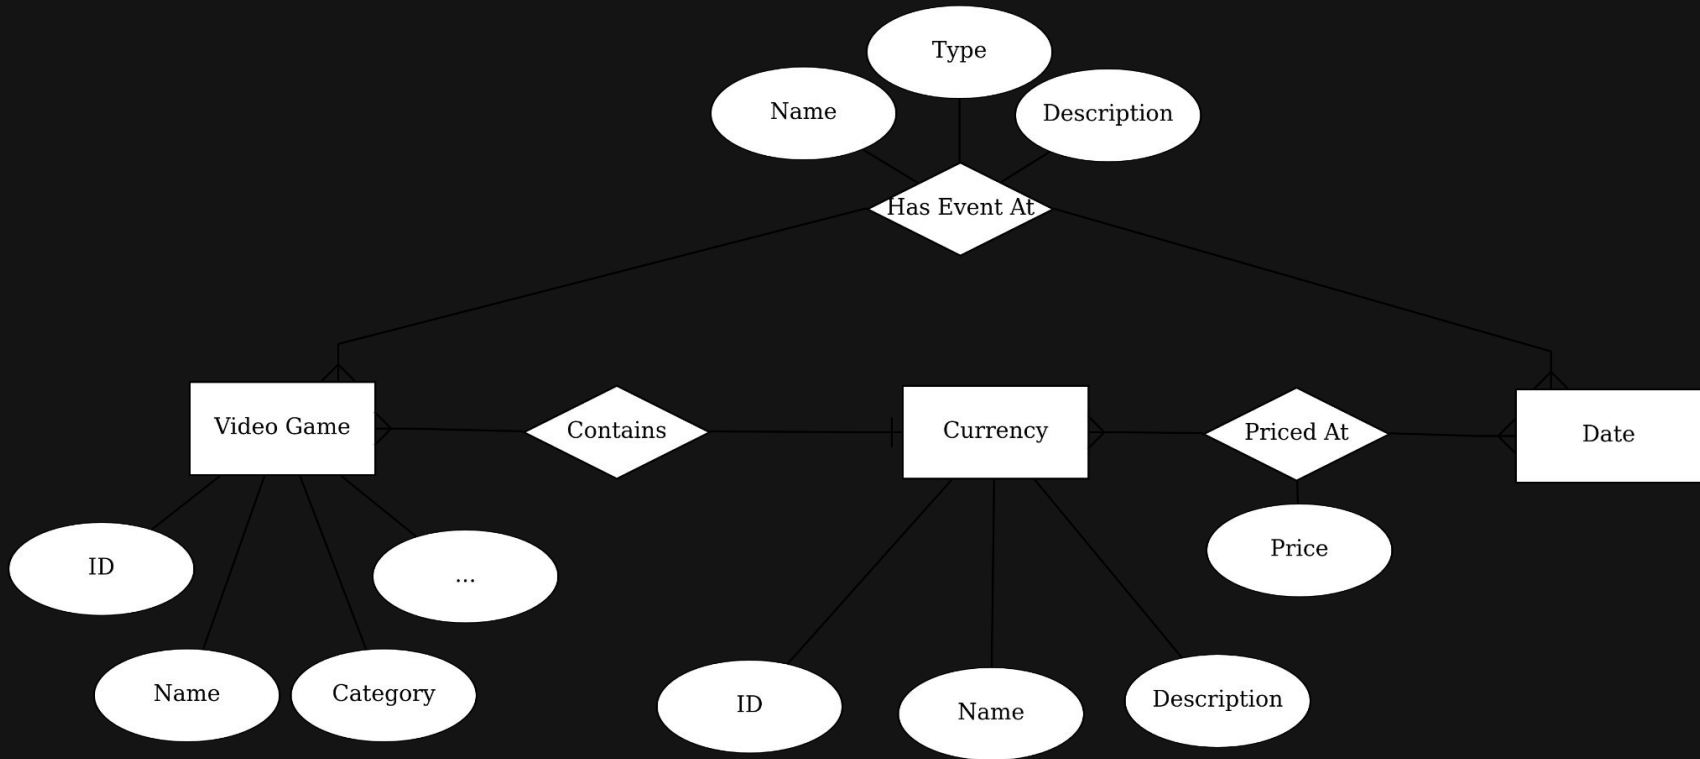 Type
Name
Description
Has Event At
Video Game
Contains
Currency
Priced At
Date
ID
...
Price
Name
Category
ID
Name
Description